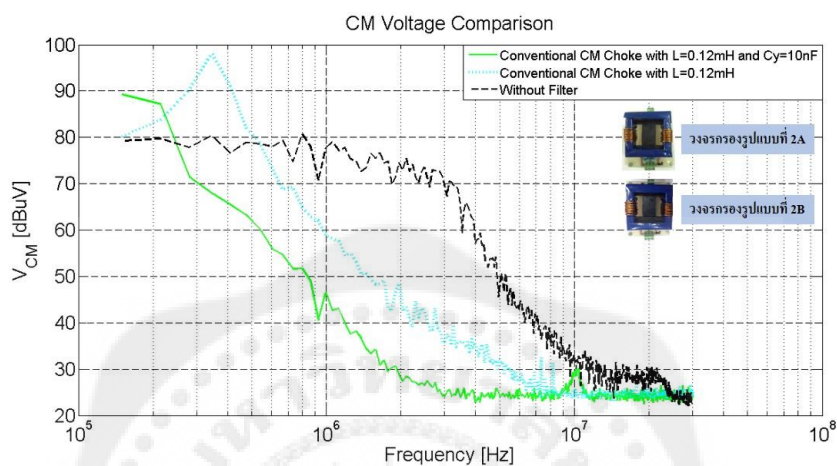 CM Voltage Comparison
100
90
80
70
60
50
40
30
20
V_CM [dBuV]
Conventional CM Choke with L=0.12mH and Cy=10nF
Conventional CM Choke with L=0.12mH
Without Filter
วงจรกรองรูปแบบที่ 2A
วงจรกรองรูปแบบที่ 2B
10^5
10^6
10^7
10^8
Frequency [Hz]